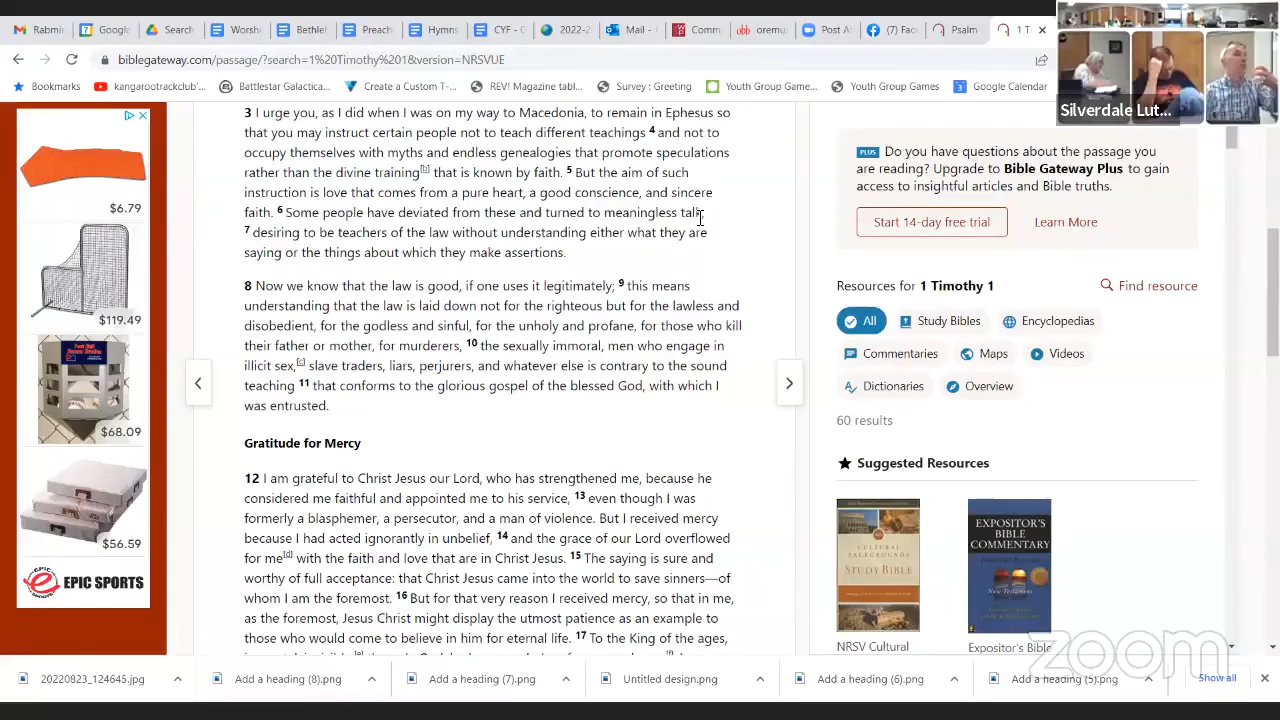 Rabmi
Google
Search
Worsh
Bethlel
Preach
Hymns
CYF
2022-2
Mail -
Comm
oremu
Post A
(7) Fac
Psalm
1 T
biblegateway.com/passage/?search=1%20Timothy%201&version=NRSVUE
Bookmarks
kangarootrackclub'...
Battlestar Galactica...
Create a Custom T-...
REV! Magazine table...
Survey : Greeting
Youth Group Game...
Youth Group Games
Google Calendar
Silverdale Lut...
3 I urge you, as I did when I was on my way to Macedonia, to remain in Ephesus so
that you may instruct certain people not to teach different teachings 4 and not to
occupy themselves with myths and endless genealogies that promote speculations
rather than the divine training[b] that is known by faith. 5 But the aim of such
instruction is love that comes from a pure heart, a good conscience, and sincere
faith. 6 Some people have deviated from these and turned to meaningless talk,
7 desiring to be teachers of the law without understanding either what they are
saying or the things about which they make assertions.
8 Now we know that the law is good, if one uses it legitimately; 9 this means
understanding that the law is laid down not for the righteous but for the lawless and
disobedient, for the godless and sinful, for the unholy and profane, for those who kill
their father or mother, for murderers, 10 the sexually immoral, men who engage in
illicit sex,[c] slave traders, liars, perjurers, and whatever else is contrary to the sound
teaching 11 that conforms to the glorious gospel of the blessed God, with which I
was entrusted.
Gratitude for Mercy
12 I am grateful to Christ Jesus our Lord, who has strengthened me, because he
considered me faithful and appointed me to his service, 13 even though I was
formerly a blasphemer, a persecutor, and a man of violence. But I received mercy
because I had acted ignorantly in unbelief, 14 and the grace of our Lord overflowed
for me[d] with the faith and love that are in Christ Jesus. 15 The saying is sure and
worthy of full acceptance: that Christ Jesus came into the world to save sinners—of
whom I am the foremost. 16 But for that very reason I received mercy, so that in me,
as the foremost, Jesus Christ might display the utmost patience as an example to
those who would come to believe in him for eternal life. 17 To the King of the ages,
$6.79
$119.49
$68.09
$56.59
EPIC SPORTS
PLUS Do you have questions about the passage you
are reading? Upgrade to Bible Gateway Plus to gain
access to insightful articles and Bible truths.
Start 14-day free trial
Learn More
Resources for 1 Timothy 1
Find resource
All
Study Bibles
Encyclopedias
Commentaries
Maps
Videos
Dictionaries
Overview
60 results
Suggested Resources
CULTURAL
BACKGROUNDS
STUDY BIBLE
EXPOSITOR'S
BIBLE
COMMENTARY
New Testament
NRSV Cultural
Expositor's Bible
zoom
20220823_124645.jpg
Add a heading (8).png
Add a heading (7).png
Untitled design.png
Add a heading (6).png
Add a heading (5).png
Show all